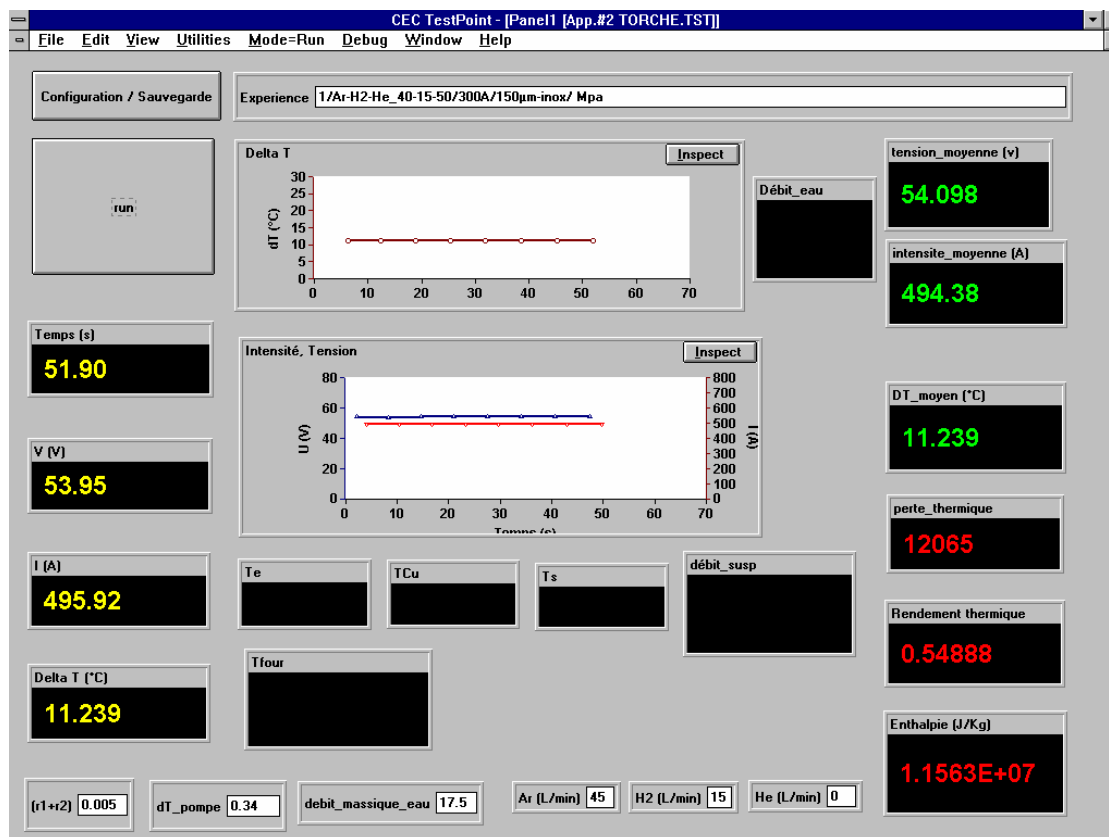 CEC TestPoint - [Panel1 [App.#2 TORCHE.TST]]
File Edit View Utilities Mode=Run Debug Window Help
Configuration / Sauvegarde
Experience 1/Ar-H2-He_40-15-50/300A/150µm-inox/ Mpa
run
Delta T
Inspect
dT (°C)
30
25
20
15
10
5
0
0 10 20 30 40 50 60 70
Débit_eau
tension_moyenne (v)
54.098
intensite_moyenne (A)
494.38
Temps (s)
51.90
Intensité, Tension
Inspect
U (V)
80
60
40
20
0
I (A)
800
700
600
500
400
300
200
100
0
0 10 20 30 40 50 60 70
Temps (s)
DT_moyen (°C)
11.239
V (V)
53.95
perte_thermique
12065
I (A)
495.92
Te
TCu
Ts
débit_susp
Rendement thermique
0.54888
Delta T (°C)
11.239
Tfour
Enthalpie (J/Kg)
1.1563E+07
(r1+r2) 0.005
dT_pompe 0.34
debit_massique_eau 17.5
Ar (L/min) 45
H2 (L/min) 15
He (L/min) 0